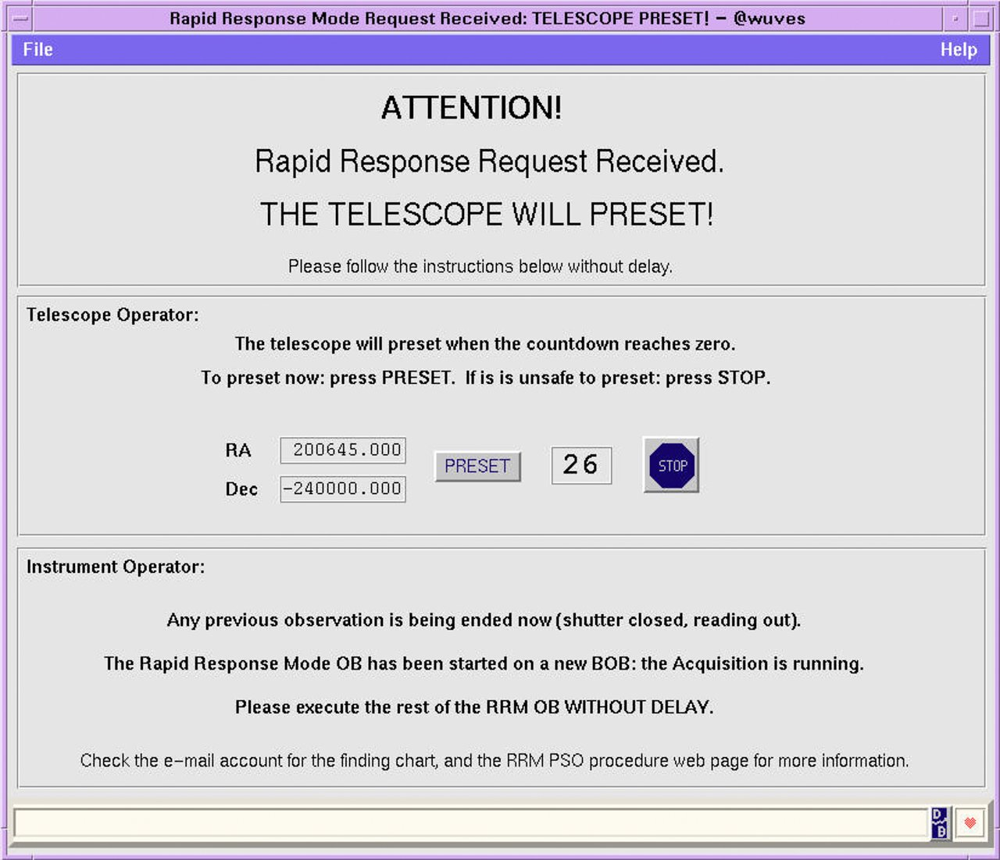 Rapid Response Mode Request Received: TELESCOPE PRESET! - @wuves
File Help
ATTENTION!
Rapid Response Request Received.
THE TELESCOPE WILL PRESET!
Please follow the instructions below without delay.
Telescope Operator:
The telescope will preset when the countdown reaches zero.
To preset now: press PRESET. If is is unsafe to preset: press STOP.
RA 200645.000
Dec -240000.000
PRESET
26
STOP
Instrument Operator:
Any previous observation is being ended now (shutter closed, reading out).
The Rapid Response Mode OB has been started on a new BOB: the Acquisition is running.
Please execute the rest of the RRM OB WITHOUT DELAY.
Check the e-mail account for the finding chart, and the RRM PSO procedure web page for more information.
D
B